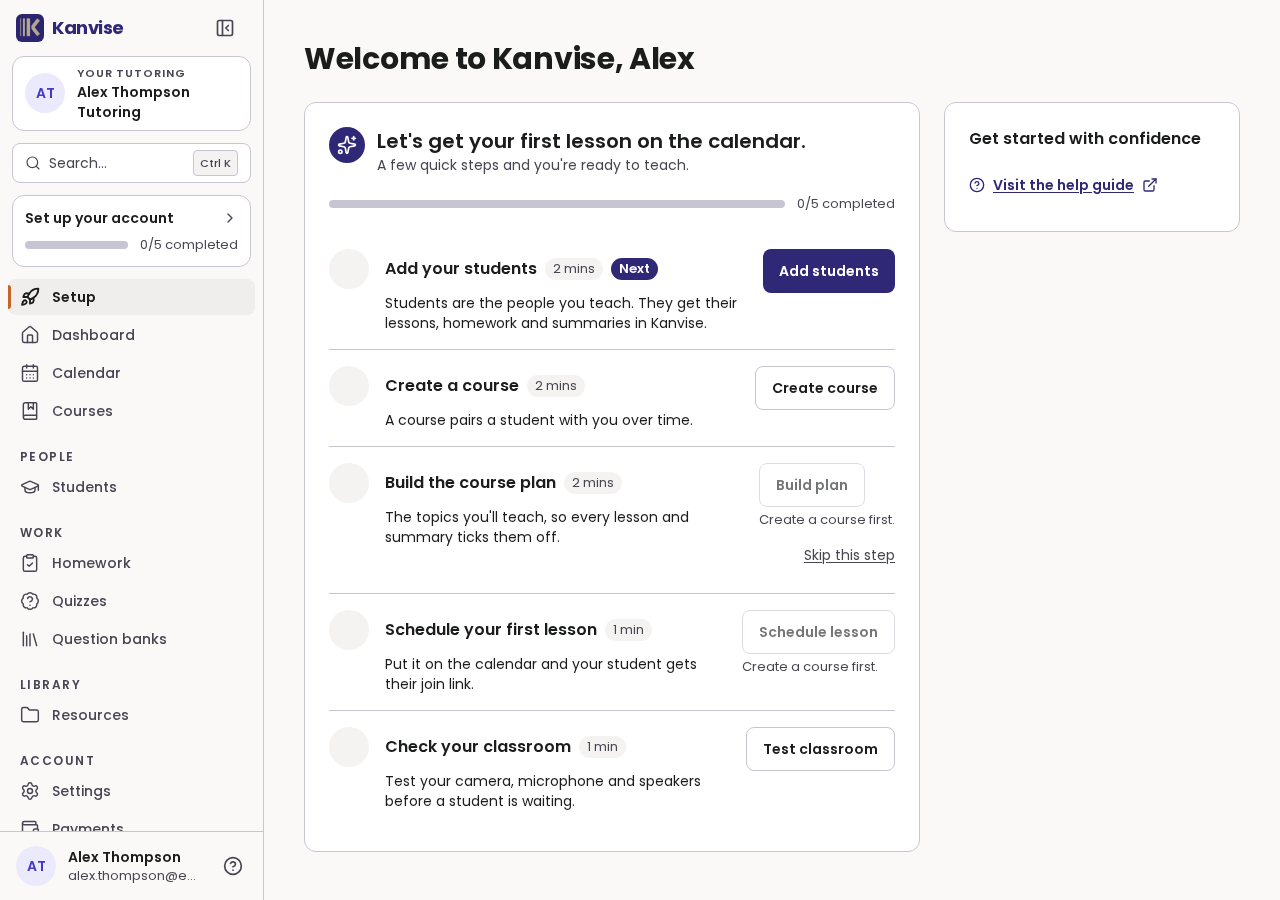 Kanvise
AT
YOUR TUTORING
Alex Thompson
Tutoring
Search...
Ctrl K
Set up your account
0/5 completed
Setup
Dashboard
Calendar
Courses
PEOPLE
Students
WORK
Homework
Quizzes
Question banks
LIBRARY
Resources
ACCOUNT
Settings
Payments
AT
Alex Thompson
alex.thompson@e...
Welcome to Kanvise, Alex
Let's get your first lesson on the calendar.
A few quick steps and you're ready to teach.
0/5 completed
Add your students 2 mins Next
Add students
Students are the people you teach. They get their
lessons, homework and summaries in Kanvise.
Create a course 2 mins
Create course
A course pairs a student with you over time.
Build the course plan 2 mins
Build plan
The topics you'll teach, so every lesson and
summary ticks them off.
Create a course first.
Skip this step
Schedule your first lesson 1 min
Schedule lesson
Put it on the calendar and your student gets
their join link.
Create a course first.
Check your classroom 1 min
Test classroom
Test your camera, microphone and speakers
before a student is waiting.
Get started with confidence
Visit the help guide